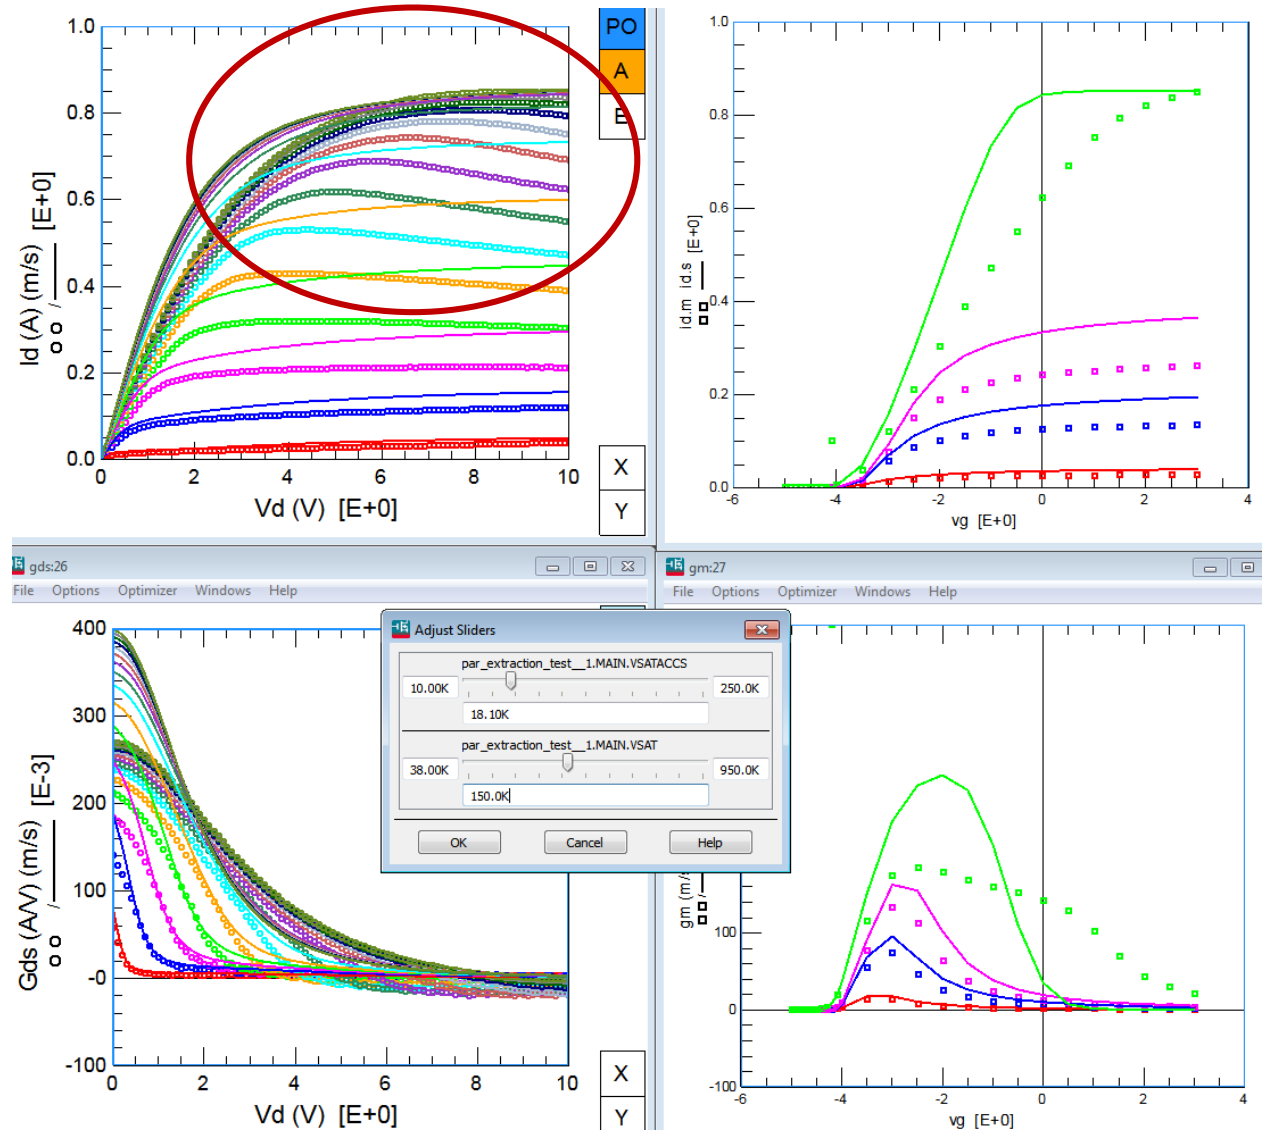 1.0
0.8
0.6
0.4
0.2
0.0
0
2
4
6
8
10
Id (A) (m/s) [E+0]
Vd (V) [E+0]
PO
A
X
Y
1.0
0.8
0.6
0.4
0.2
0.0
-6
-4
-2
0
2
4
id.m id.s [E+0]
vg [E+0]
gds:26
File Options Optimizer Windows Help
400
300
200
100
-0
-100
0
2
4
6
8
10
Gds (A/V) (m/s) [E-3]
Vd (V) [E+0]
X
Y
gm:27
File Options Optimizer Windows Help
100
0
-100
-6
-4
-2
0
2
4
vg [E+0]
Adjust Sliders
par_extraction_test__1.MAIN.VSATACCS
10.00K
250.0K
18.10K
par_extraction_test__1.MAIN.VSAT
38.00K
950.0K
150.0K
OK
Cancel
Help